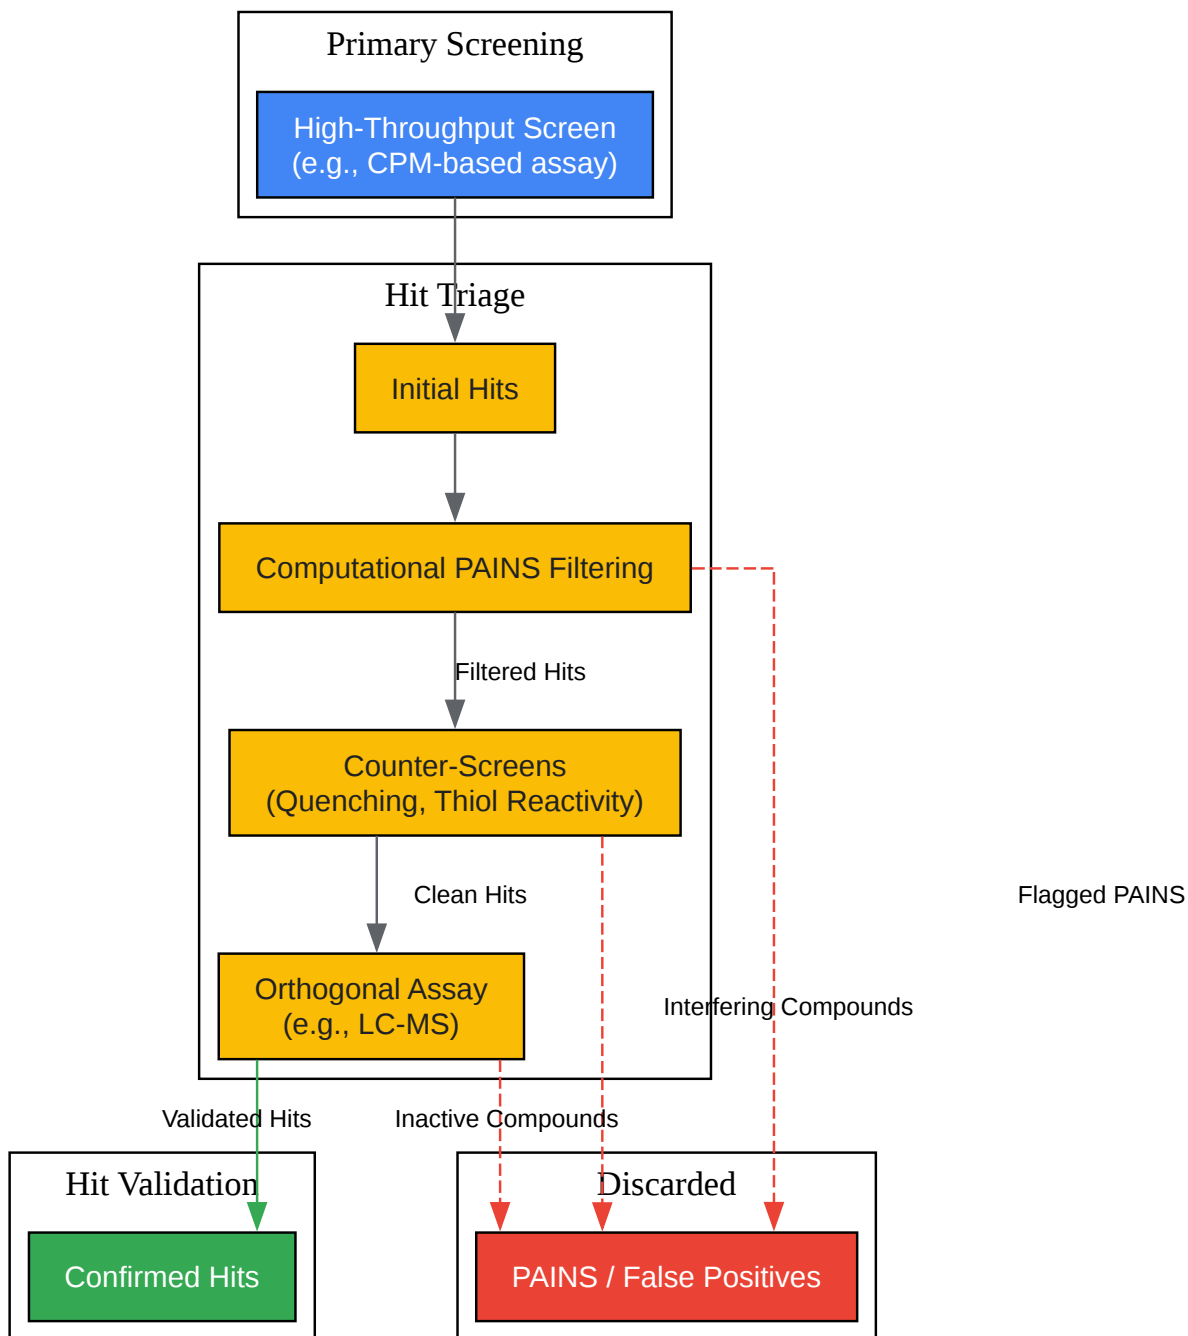 Primary Screening
High-Throughput Screen
(e.g., CPM-based assay)
Hit Triage
Initial Hits
Computational PAINS Filtering
Filtered Hits
Counter-Screens
(Quenching, Thiol Reactivity)
Clean Hits
Flagged PAINS
Orthogonal Assay
(e.g., LC-MS)
Interfering Compounds
Validated Hits
Inactive Compounds
Hit Validation
Discarded
Confirmed Hits
PAINS / False Positives